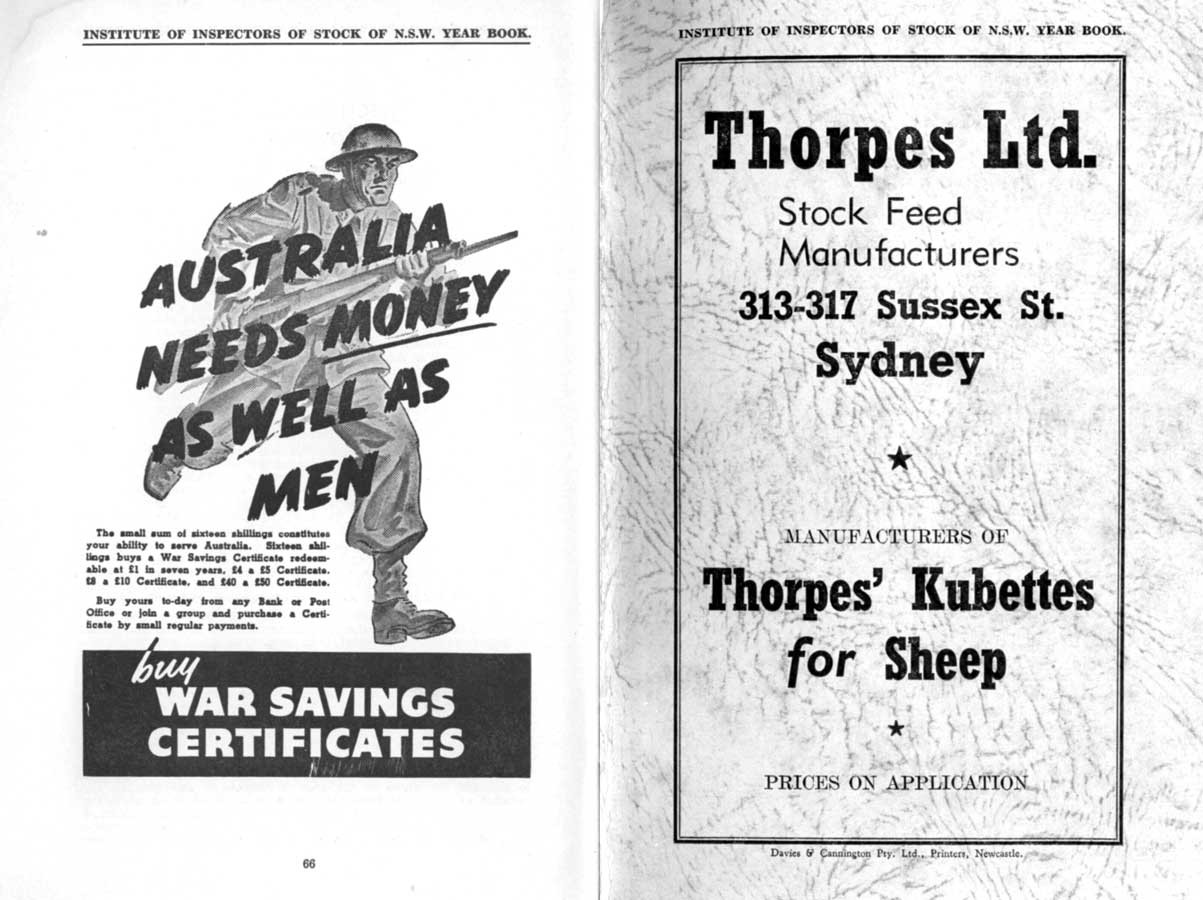 INSTITUTE OF INSPECTORS OF STOCK OF N.S.W. YEAR BOOK.
AUSTRALIA
NEEDS MONEY
AS WELL AS
MEN
The small sum of sixteen shillings constitutes
your ability to serve Australia. Sixteen shil-
lings buys a War Savings Certificate redeem-
able at £1 in seven years, £4 a £5 Certificate,
£8 a £10 Certificate, and £40 a £50 Certificate.
Buy yours to-day from any Bank or Post
Office or join a group and purchase a Certi-
ficate by small regular payments.
buy
WAR SAVINGS
CERTIFICATES
66
INSTITUTE OF INSPECTORS OF STOCK OF N.S.W. YEAR BOOK.
Thorpes Ltd.
Stock Feed
Manufacturers
313-317 Sussex St.
Sydney
MANUFACTURERS OF
Thorpes' Kubettes
for Sheep
PRICES ON APPLICATION
Davies & Cannington Pty. Ltd., Printers, Newcastle.